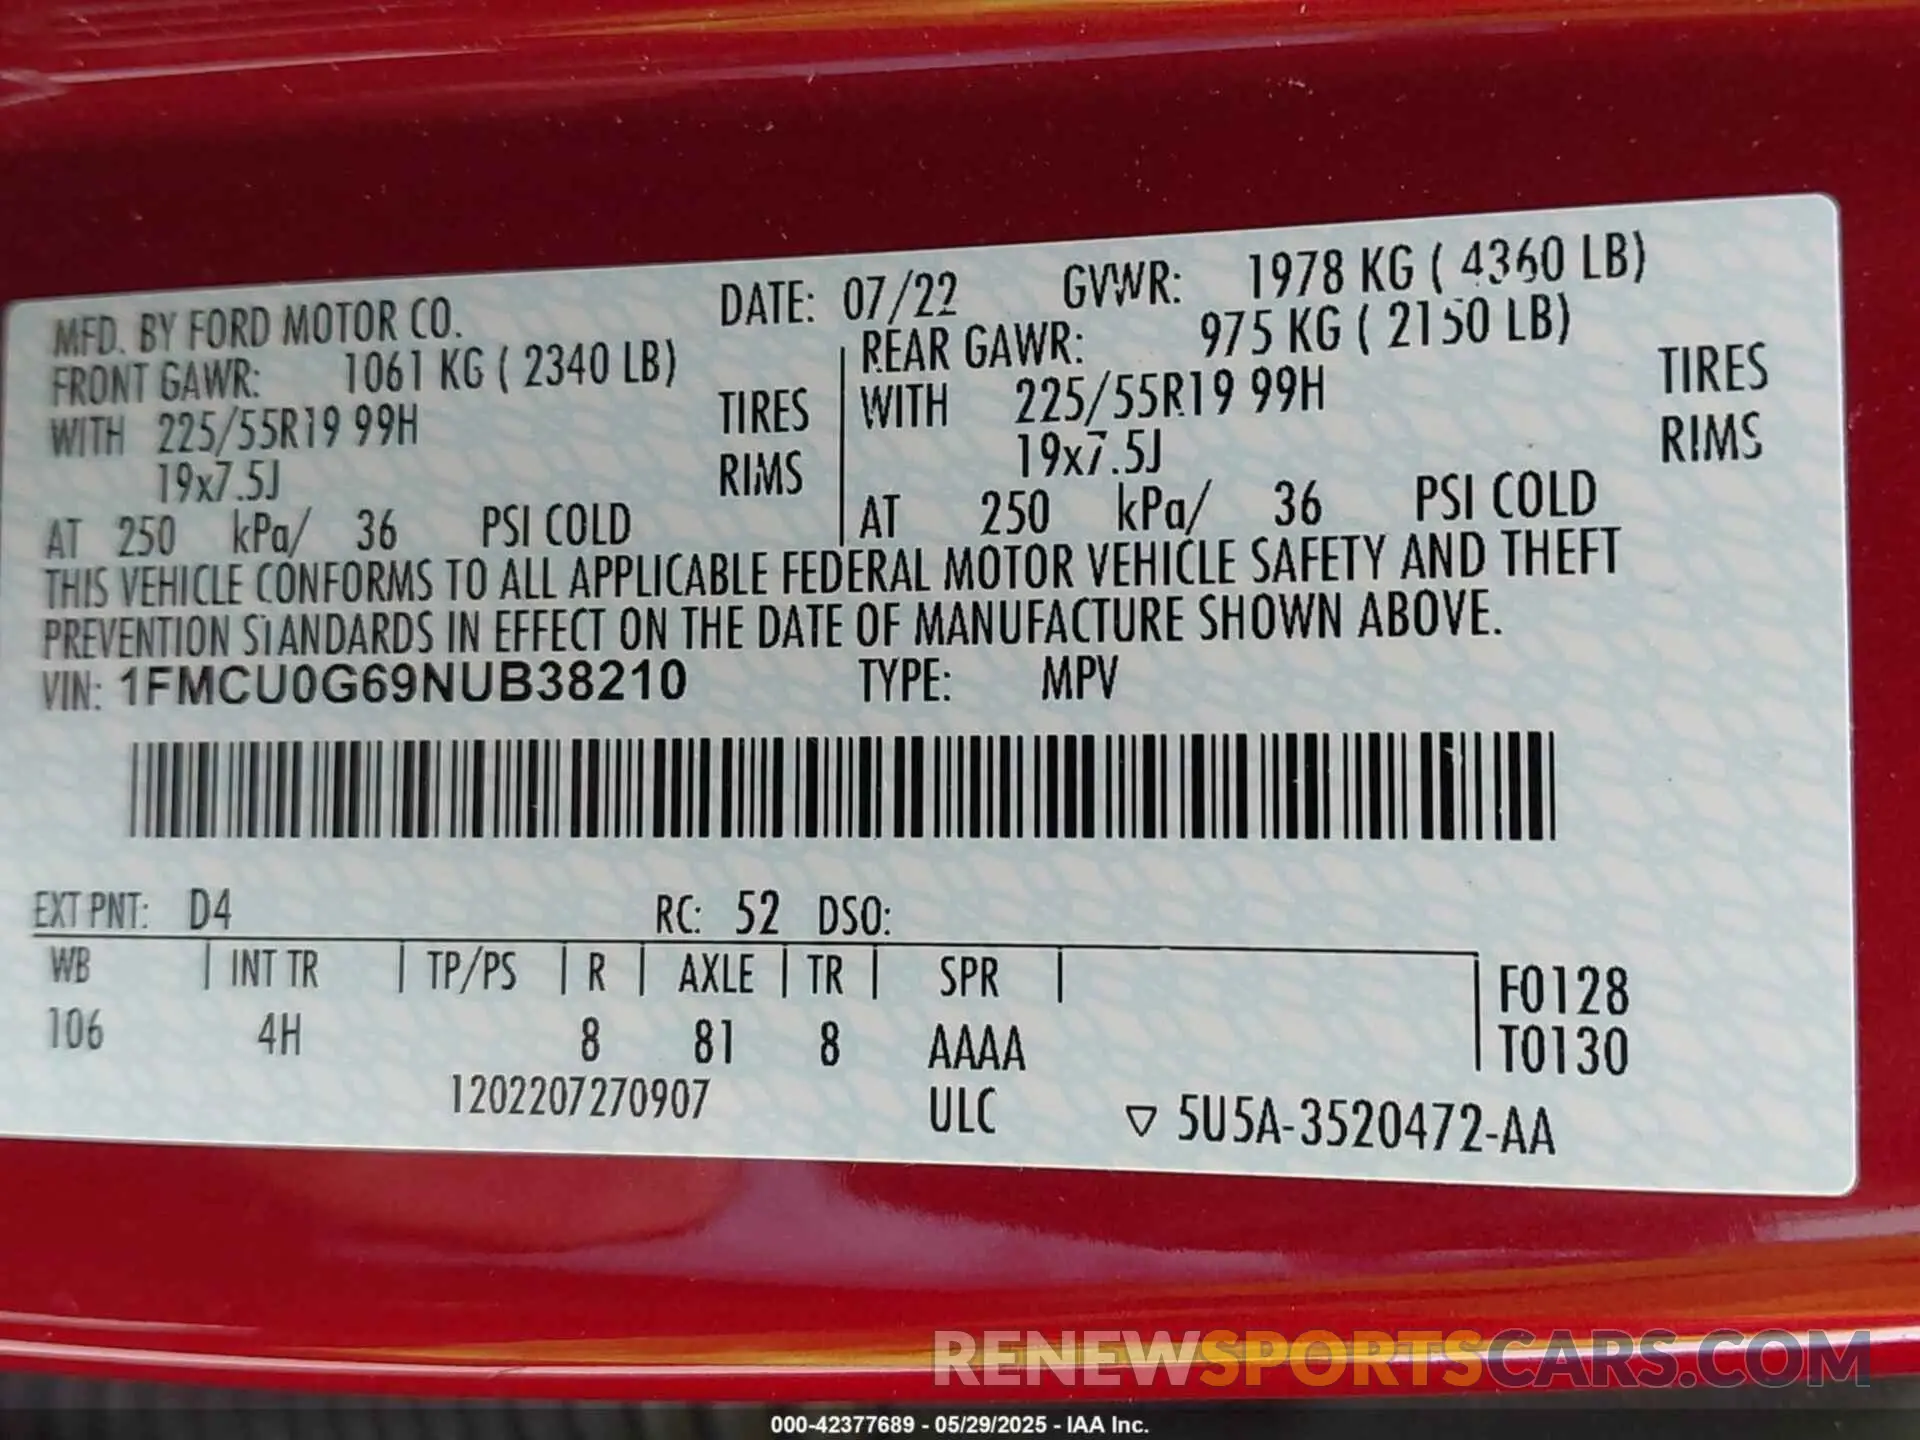 MFD. BY FORD MOTOR CO. DATE: 07/22 GVWR: 1978 KG ( 4360 LB)
FRONT GAWR: 1061 KG ( 2340 LB) REAR GAWR: 975 KG ( 2150 LB)
WITH 225/55R19 99H TIRES WITH 225/55R19 99H TIRES
19x7.5J RIMS 19x7.5J RIMS
AT 250 kPa/ 36 PSI COLD AT 250 kPa/ 36 PSI COLD
THIS VEHICLE CONFORMS TO ALL APPLICABLE FEDERAL MOTOR VEHICLE SAFETY AND THEFT
PREVENTION STANDARDS IN EFFECT ON THE DATE OF MANUFACTURE SHOWN ABOVE.
VIN: 1FMCU0G69NUB38210 TYPE: MPV
EXT PNT: D4 RC: 52 DSO:
WB | INT TR | TP/PS | R | AXLE | TR | SPR | F0128
106 4H 8 81 8 AAAA T0130
1202207270907 ULC ▽ 5U5A-3520472-AA
RENEWSPORTSCARS.COM
000-42377689 - 05/29/2025 - IAA Inc.